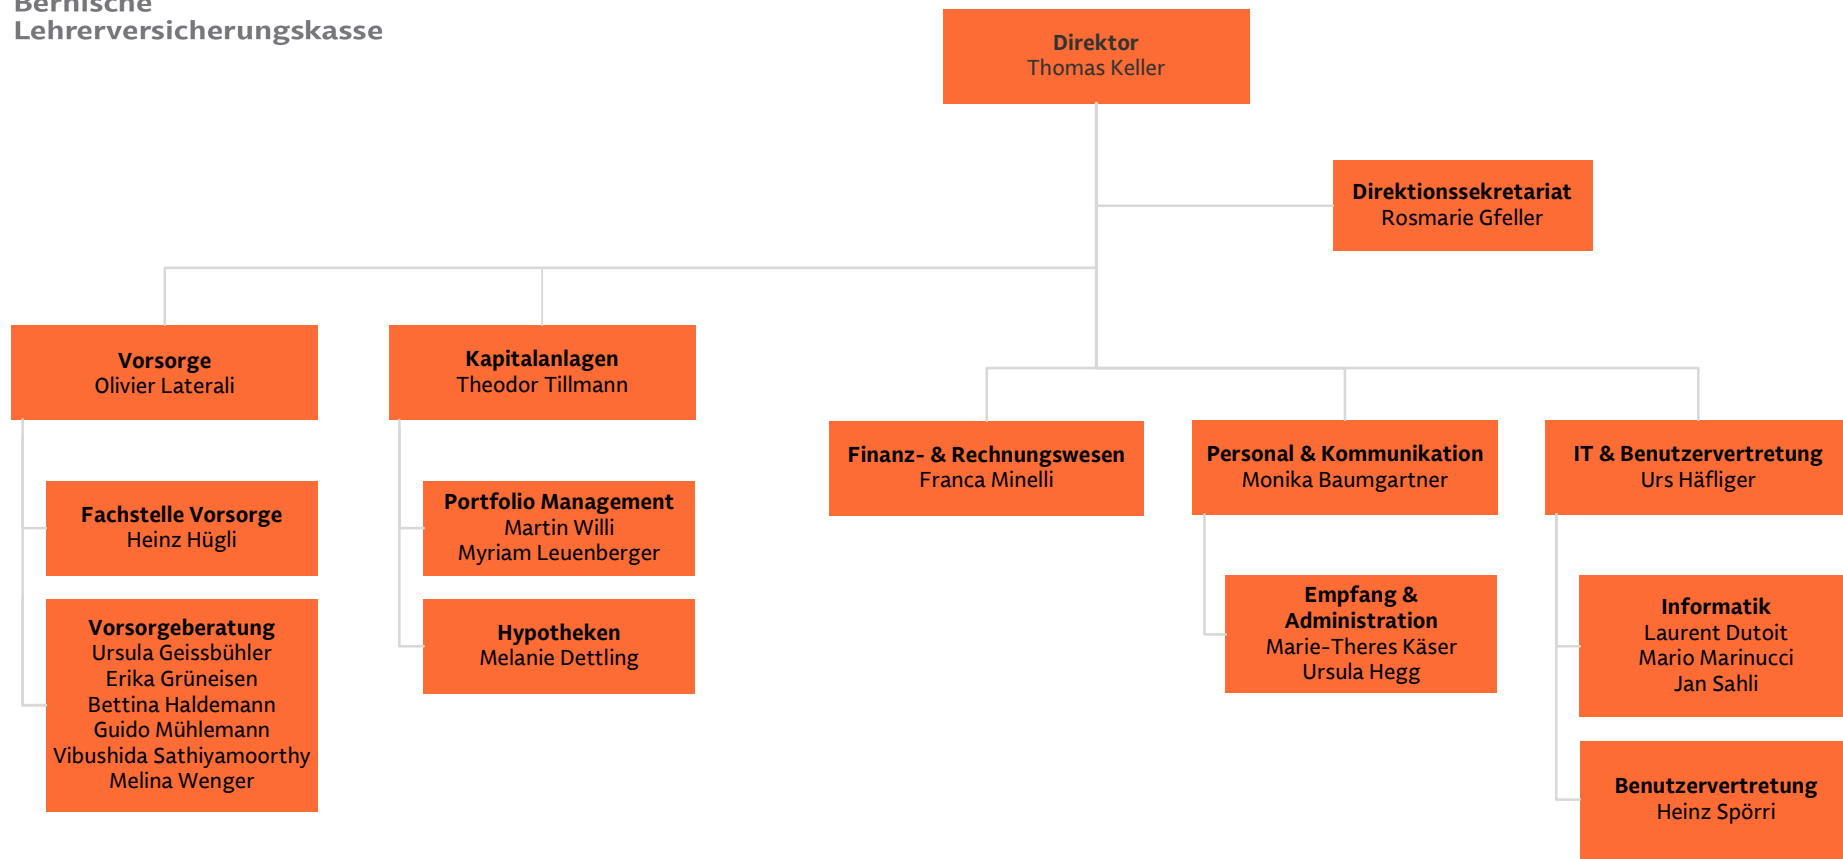 Bernische
Lehrerversicherungskasse
Direktor
Thomas Keller
Direktionssekretariat
Rosmarie Gfeller
Vorsorge
Olivier Laterali
Kapitalanlagen
Theodor Tillmann
Finanz- & Rechnungswesen
Franca Minelli
Personal & Kommunikation
Monika Baumgartner
IT & Benutzervertretung
Urs Häfliger
Fachstelle Vorsorge
Heinz Hügli
Vorsorgeberatung
Ursula Geissbühler
Erika Grüneisen
Bettina Haldemann
Guido Mühlemann
Vibushida Sathiyamoorthy
Melina Wenger
Portfolio Management
Martin Willi
Myriam Leuenberger
Hypotheken
Melanie Dettling
Empfang &
Administration
Marie-Theres Käser
Ursula Hegg
Informatik
Laurent Dutoit
Mario Marinucci
Jan Sahli
Benutzervertretung
Heinz Spörri